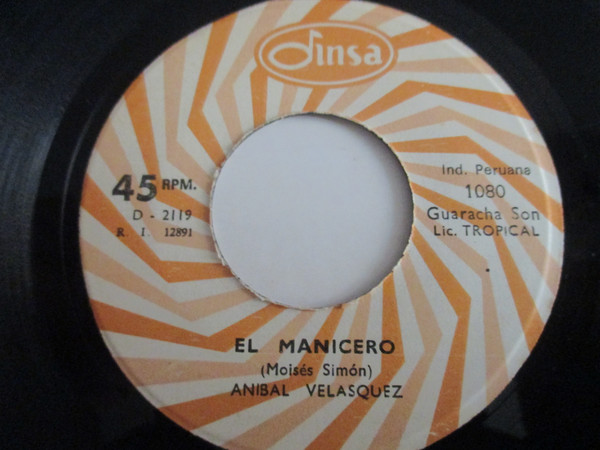 dinsa
45 RPM.
D - 2119
R. I. 12891
Ind. Peruana
1080
Guaracha Son
Lic. TROPICAL
EL MANICERO
(Moisés Simón)
ANIBAL VELASQUEZ